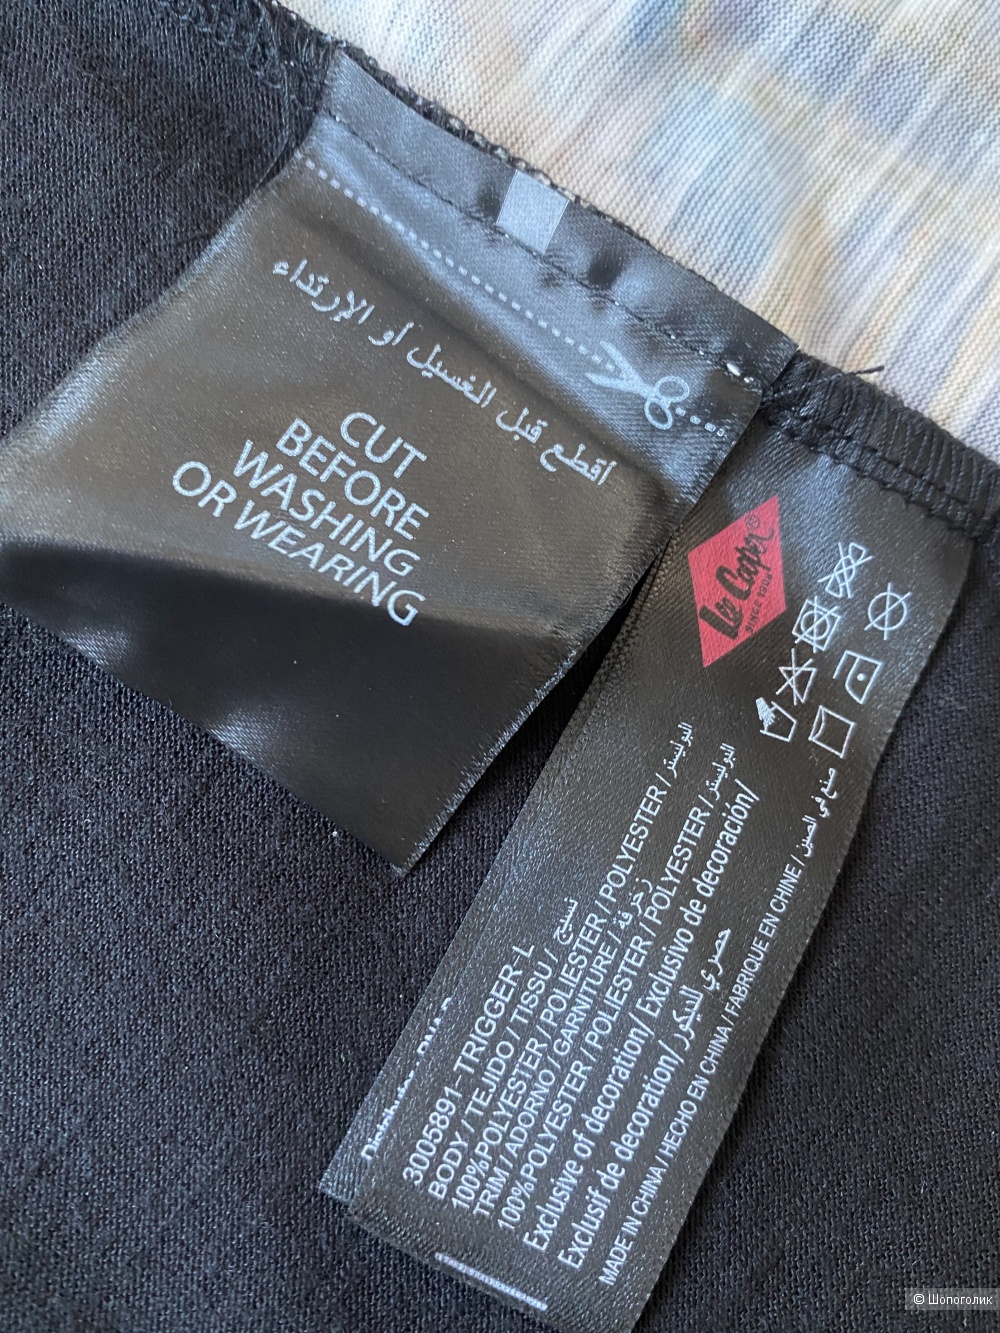 أقطع قبل الغسيل أو الإرتداء
CUT
BEFORE
WASHING
OR WEARING
Lee Cooper®
SINCE 1908
3005891-TRIGGER-L
BODY / TEJIDO / TISSU / نسيج
100%POLYESTER / POLIESTER / POLYESTER / البوليستر
TRIM / ADORNO / GARNITURE / زخرفة
100%POLYESTER / POLIESTER / POLYESTER / البوليستر
Exclusive of decoration/ Exclusivo de decoración/
Exclusif de decoration/ حصري للديكور
MADE IN CHINA / HECHO EN CHINA / FABRIQUE EN CHINE / صنع في الصين
© Шопоголик